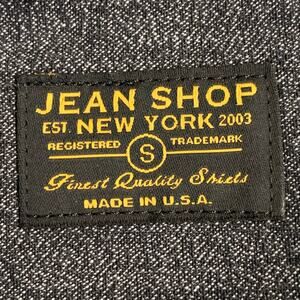 JEAN SHOP
EST. NEW YORK 2003
REGISTERED TRADEMARK
S
Finest Quality Shirts
MADE IN U.S.A.